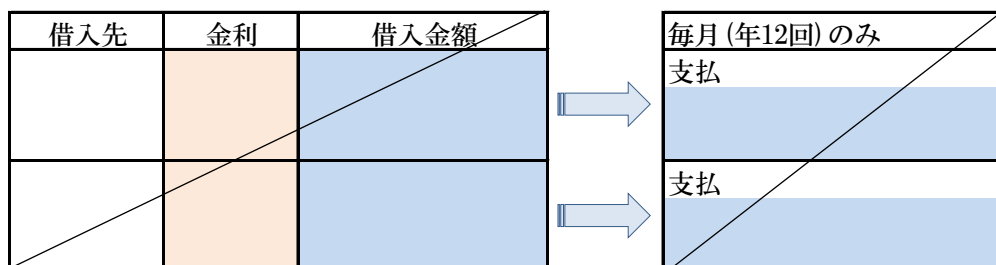 借入先 金利 借入金額
毎月(年12回)のみ
支払
支払